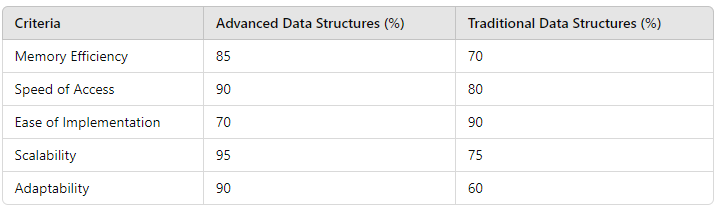 Criteria Advanced Data Structures (%) Traditional Data Structures (%)
Memory Efficiency 85 70
Speed of Access 90 80
Ease of Implementation 70 90
Scalability 95 75
Adaptability 90 60